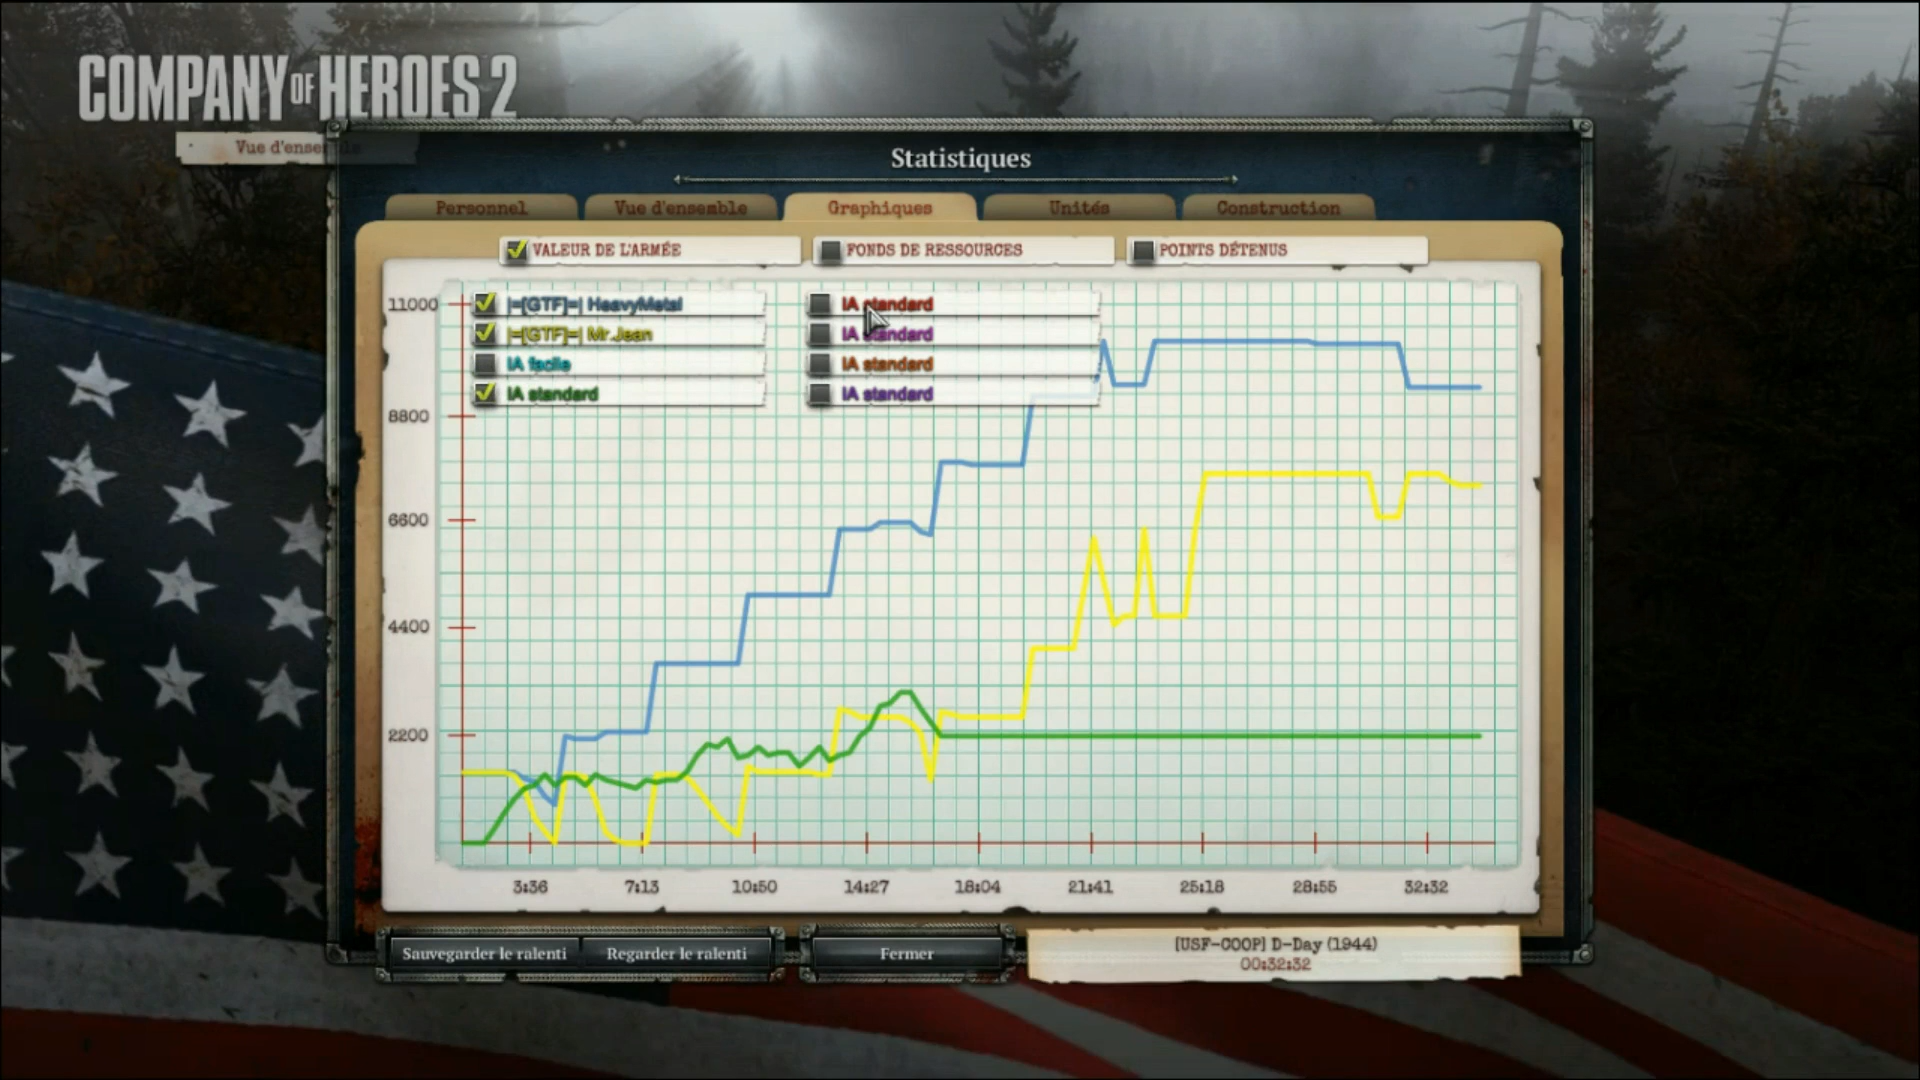 COMPANY OF HEROES 2
Vue d'ensemble
Statistiques
Personnel
Vue d'ensemble
Graphiques
Unités
Construction
VALEUR DE L'ARMÉE
FONDS DE RESSOURCES
POINTS DÉTENUS
11000
|=[GTF]=| HeavyMetal
IA standard
|=[GTF]=| Mr.Jean
IA standard
IA facile
IA standard
IA standard
IA standard
8800
6600
4400
2200
3:36
7:13
10:50
14:27
18:04
21:41
25:18
28:55
32:32
Sauvegarder le ralenti
Regarder le ralenti
Fermer
[USF-COOP] D-Day (1944)
00:32:32